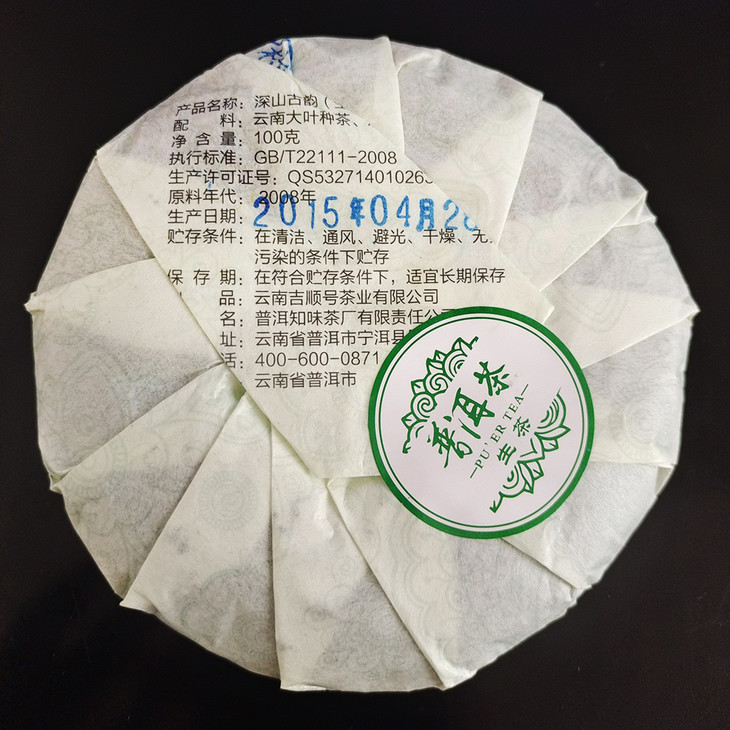 产品名称：深山古韵（
配 料：云南大叶种茶、
净 含 量：100克
执行标准：GB/T22111-2008
生产许可证号：QS53271401026
原料年代：2008年
生产日期：2015年04月2
贮存条件：在清洁、通风、避光、干燥、无
污染的条件下贮存
保 存 期：在符合贮存条件下，适宜长期保存
品：云南吉顺号茶业有限公司
名：普洱知味茶厂有限责任公司
址：云南省普洱市宁洱县
话：400-600-0871
云南省普洱市
普洱茶
PU'ER TEA
生茶